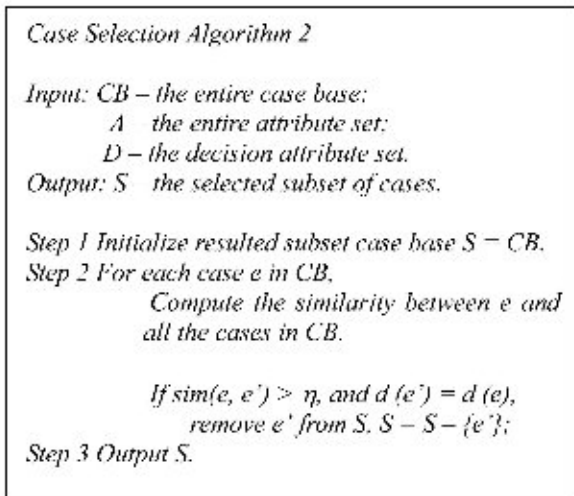 Case Selection Algorithm 2
Input: CB – the entire case base;
A the entire attribute set;
D – the decision attribute set.
Output: S the selected subset of cases.
Step 1 Initialize resulted subset case base S = CB.
Step 2 For each case e in CB,
Compute the similarity between e and
all the cases in CB.
If sim(e, e') > η, and d (e') = d (e),
remove e' from S, S – S – {e'};
Step 3 Output S.